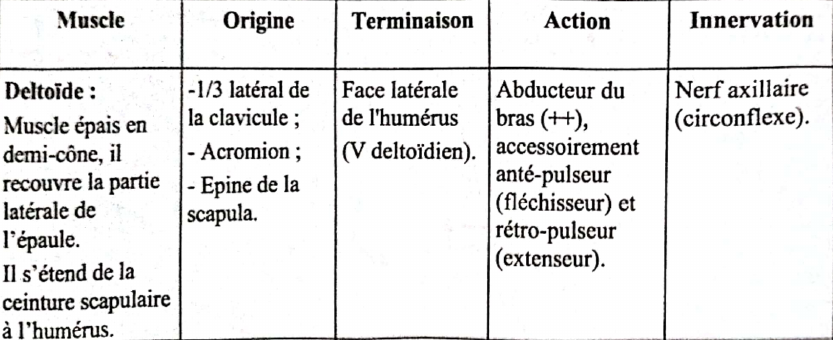 Muscle
Origine
Terminaison
Action
Innervation
Deltoïde :
Muscle épais en
demi-cône, il
recouvre la partie
latérale de
l'épaule.
Il s'étend de la
ceinture scapulaire
à l'humérus.
-1/3 latéral de
la clavicule ;
- Acromion ;
- Epine de la
scapula.
Face latérale
de l'humérus
(V deltoïdien).
Abducteur du
bras (++),
accessoirement
anté-pulseur
(fléchisseur) et
rétro-pulseur
(extenseur).
Nerf axillaire
(circonflexe).